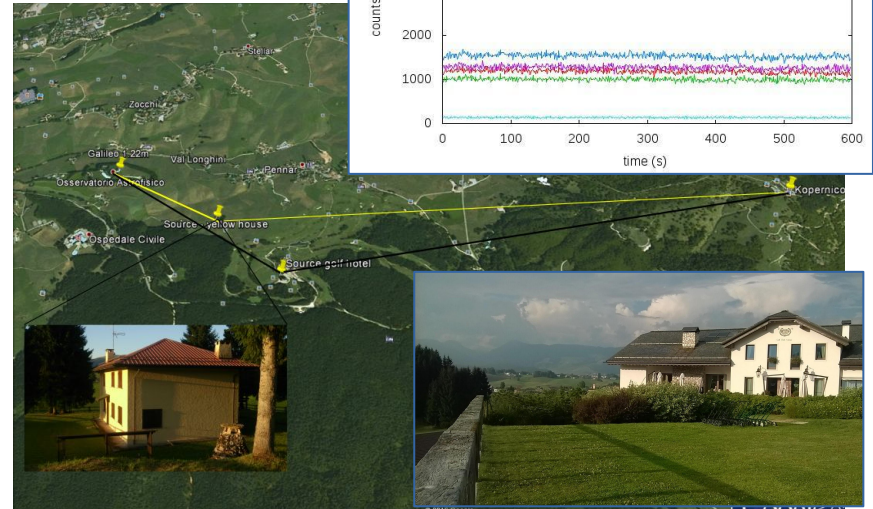 counts
2000
1000
0
0 100 200 300 400 500 600
time (s)
Stellar
Zocchi
Galileo 1.22m
Val Longhini
Pennar
Osservatorio Astrofisico
Kopernico
Source yellow house
Ospedale Civile
Source golf hotel